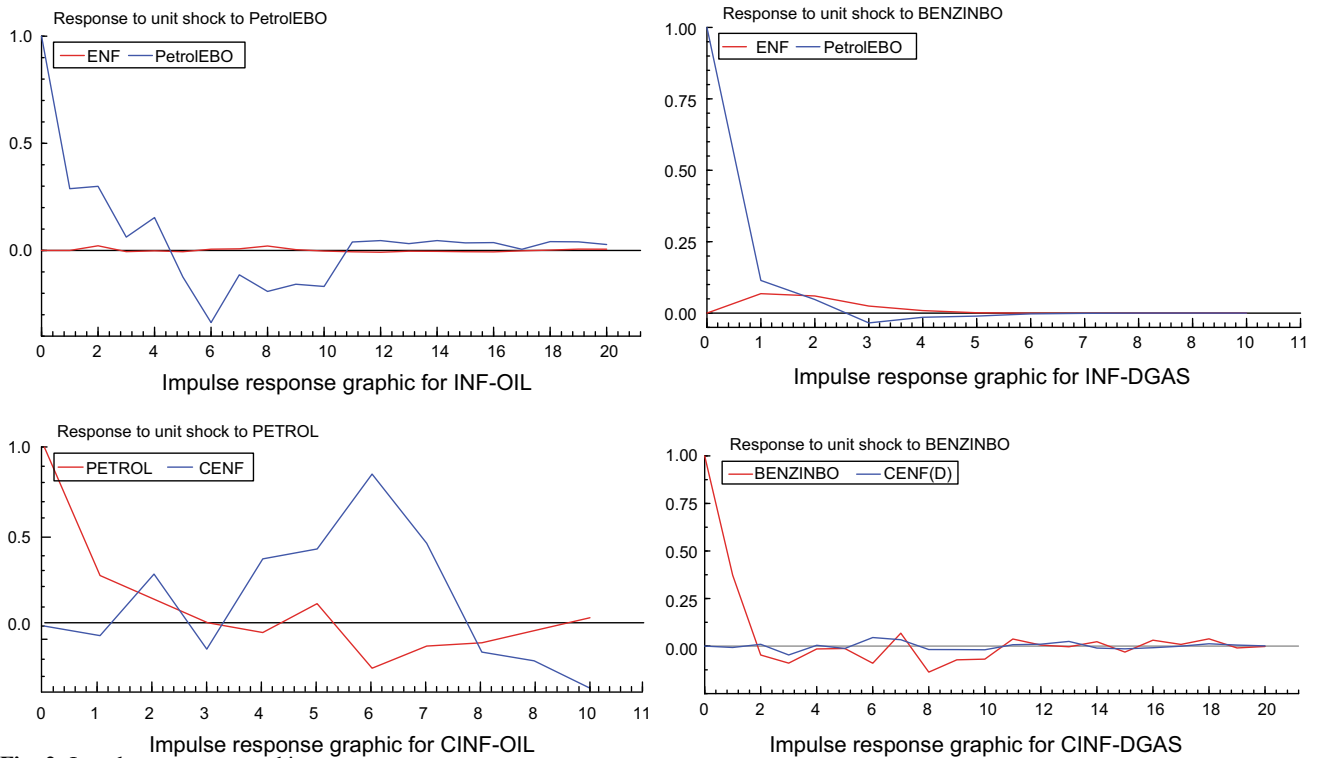 Response to unit shock to PetrolEBO
1.0
ENF PetrolEBO
0.5
0.0
0 2 4 6 8 10 12 14 16 18 20
Impulse response graphic for INF-OIL
Response to unit shock to BENZINBO
1.00
ENF PetrolEBO
0.75
0.50
0.25
0.00
0 1 2 3 4 5 6 7 8 8 10 11
Impulse response graphic for INF-DGAS
Response to unit shock to PETROL
1.0
PETROL CENF
0.5
0.0
0 1 2 3 4 5 6 7 8 8 10 11
Impulse response graphic for CINF-OIL
Response to unit shock to BENZINBO
1.00
BENZINBO CENF(D)
0.75
0.50
0.25
0.00
0 2 4 6 8 10 12 14 16 18 20
Impulse response graphic for CINF-DGAS